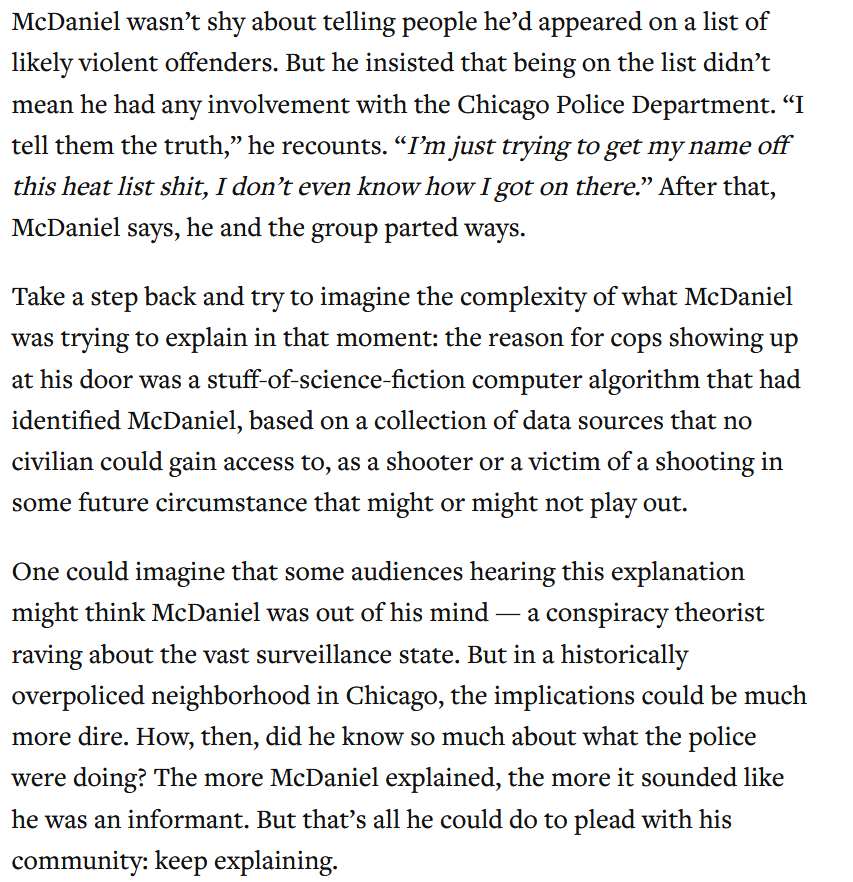 McDaniel wasn’t shy about telling people he’d appeared on a list of
likely violent offenders. But he insisted that being on the list didn’t
mean he had any involvement with the Chicago Police Department. “I
tell them the truth,” he recounts. “I’m just trying to get my name off
this heat list shit, I don’t even know how I got on there.” After that,
McDaniel says, he and the group parted ways.
Take a step back and try to imagine the complexity of what McDaniel
was trying to explain in that moment: the reason for cops showing up
at his door was a stuff-of-science-fiction computer algorithm that had
identified McDaniel, based on a collection of data sources that no
civilian could gain access to, as a shooter or a victim of a shooting in
some future circumstance that might or might not play out.
One could imagine that some audiences hearing this explanation
might think McDaniel was out of his mind — a conspiracy theorist
raving about the vast surveillance state. But in a historically
overpoliced neighborhood in Chicago, the implications could be much
more dire. How, then, did he know so much about what the police
were doing? The more McDaniel explained, the more it sounded like
he was an informant. But that’s all he could do to plead with his
community: keep explaining.